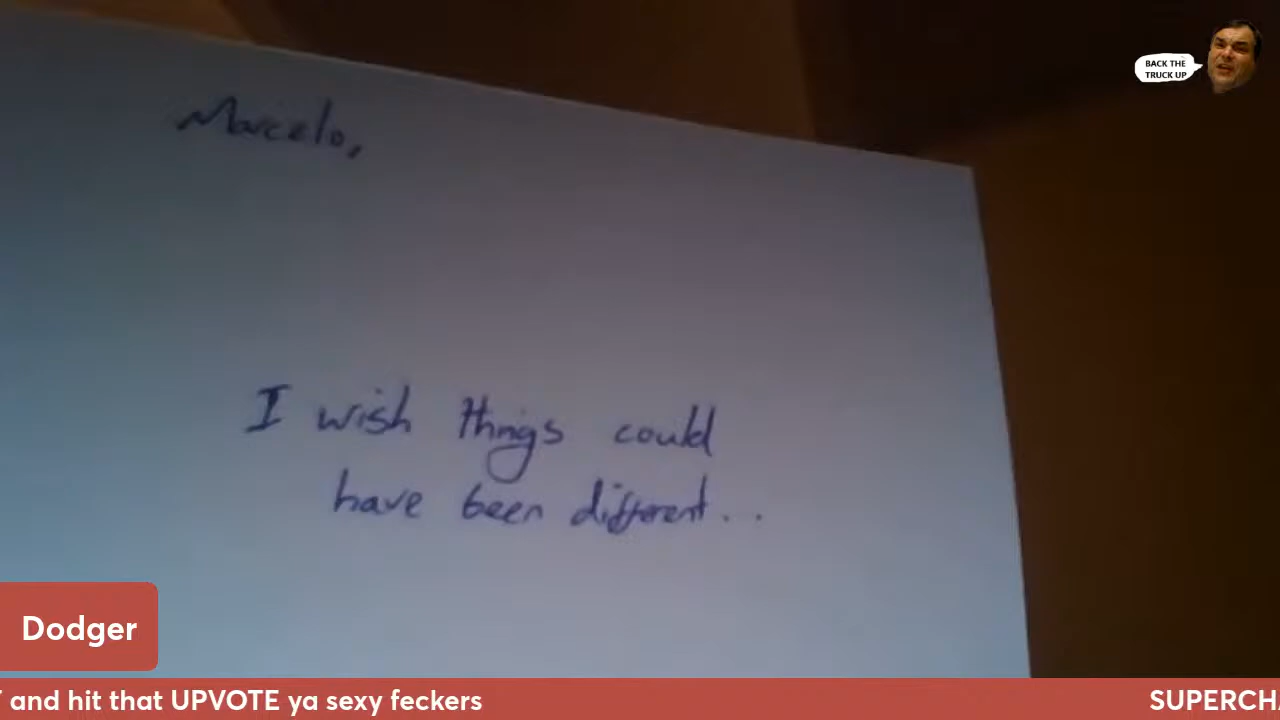 BACK THE
TRUCK UP
Marcelo,
I wish things could
have been different...
Dodger
and hit that UPVOTE ya sexy feckers
SUPERCHA